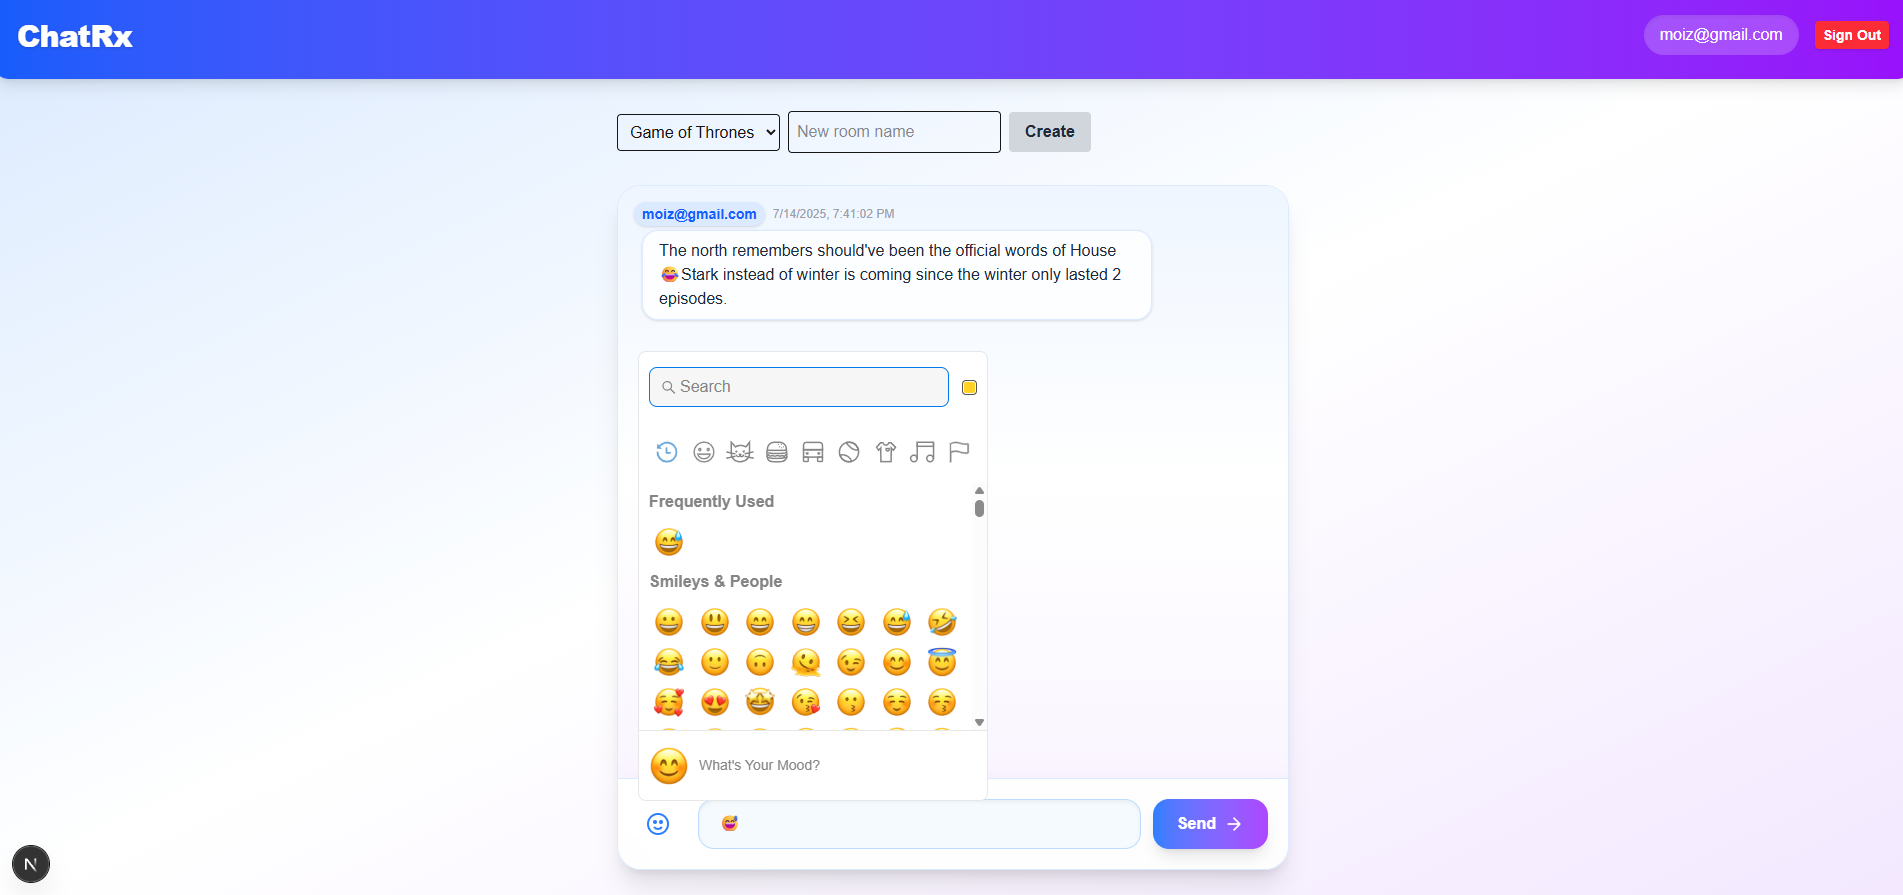 ChatRx
moiz@gmail.com
Sign Out
Game of Thrones
New room name
Create
moiz@gmail.com 7/14/2025, 7:41:02 PM
The north remembers should've been the official words of House
😅Stark instead of winter is coming since the winter only lasted 2
episodes.
Search
Frequently Used
Smileys & People
What's Your Mood?
😅
Send →
N